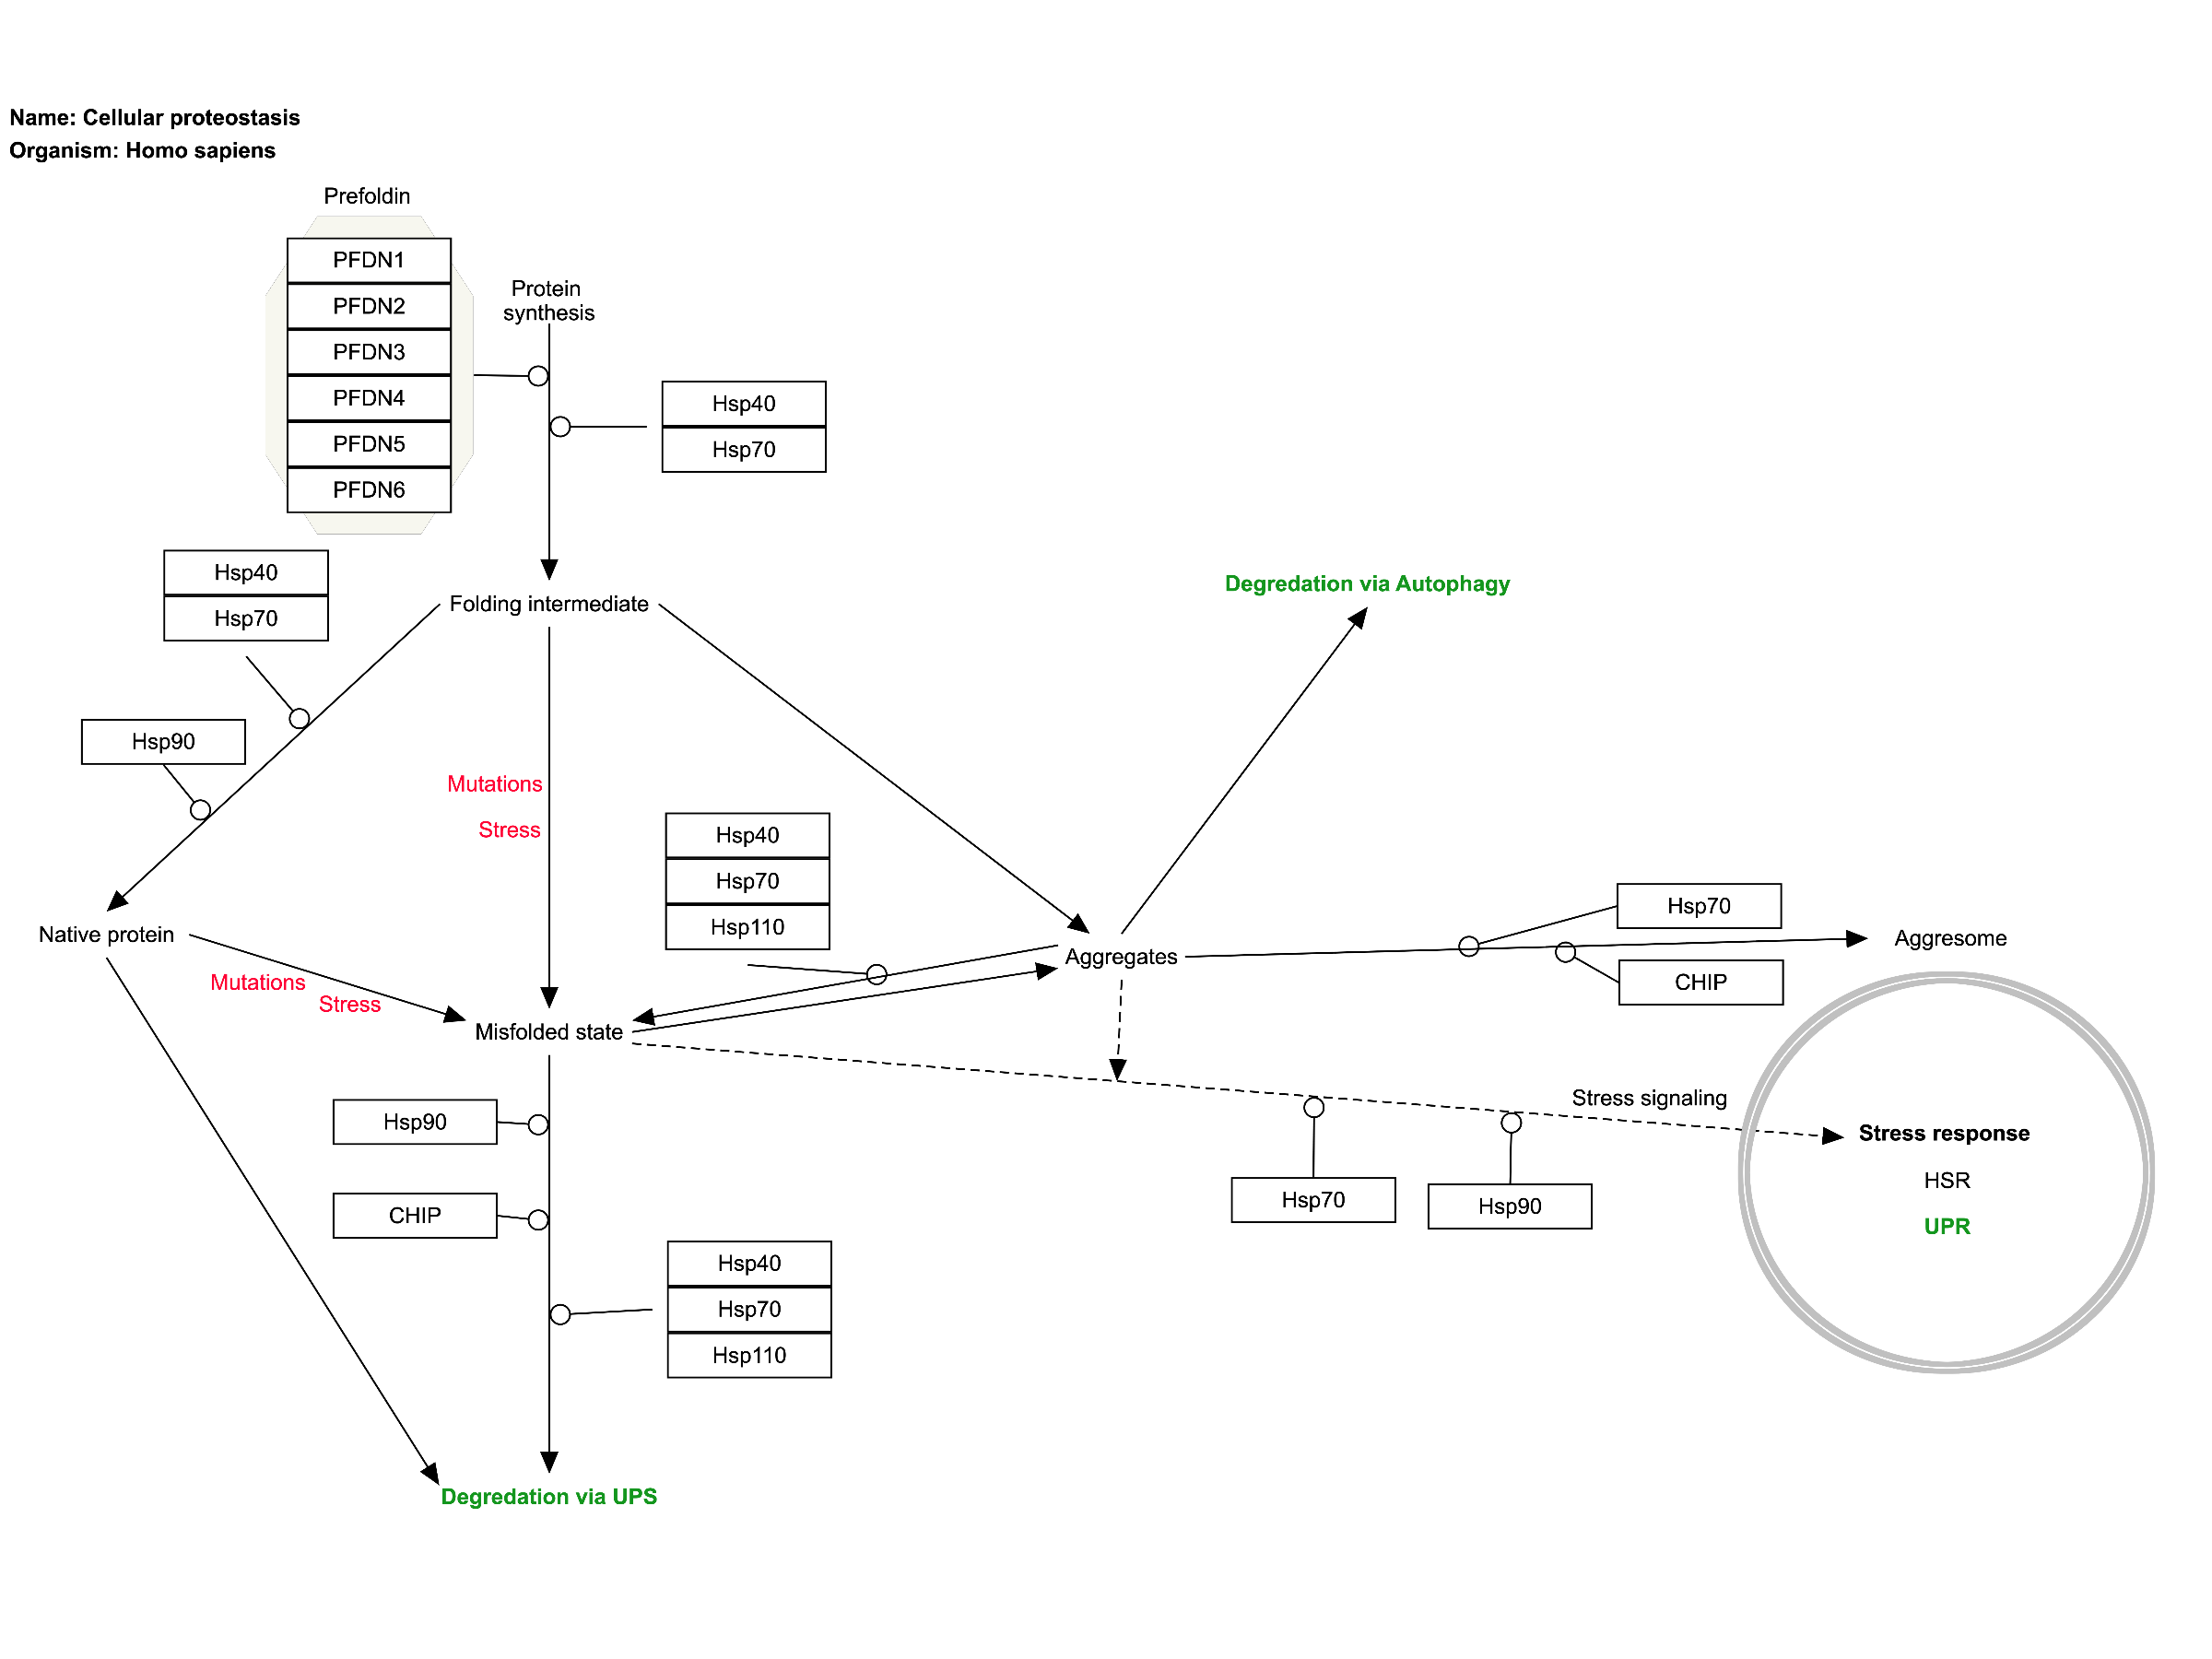 Name: Cellular proteostasis
Organism: Homo sapiens
Prefoldin
PFDN1
PFDN2
PFDN3
PFDN4
PFDN5
PFDN6
Protein
synthesis
Hsp40
Hsp70
Hsp40
Hsp70
Folding intermediate
Degredation via Autophagy
Hsp90
Mutations
Stress
Hsp40
Hsp70
Hsp110
Native protein
Mutations
Stress
Misfolded state
Aggregates
Hsp70
CHIP
Aggresome
Stress signaling
Hsp90
CHIP
Hsp40
Hsp70
Hsp110
Hsp70
Hsp90
Stress response
HSR
UPR
Degredation via UPS